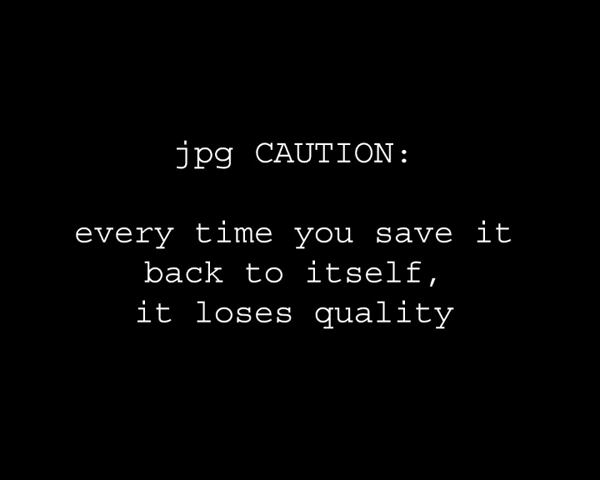 jpg CAUTION:
every time you save it
back to itself,
it loses quality